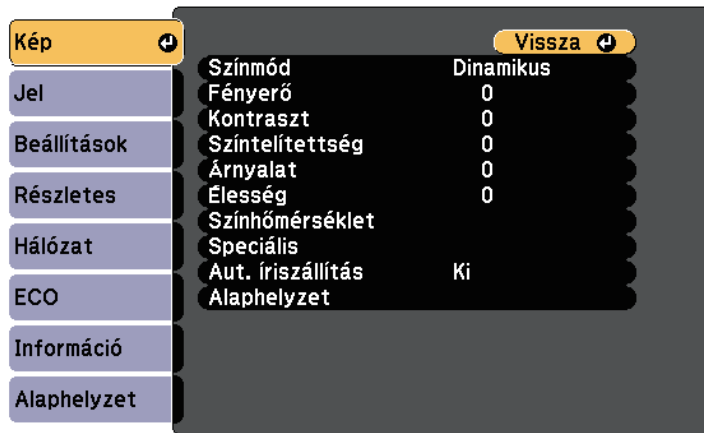 Kép
Jel
Beállítások
Részletes
Hálózat
ECO
Információ
Alaphelyzet
Vissza
Színmód Dinamikus
Fényerő 0
Kontraszt 0
Színtelítettség 0
Árnyalat 0
Élesség 0
Színhőmérséklet
Speciális
Aut. íriszállítás Ki
Alaphelyzet